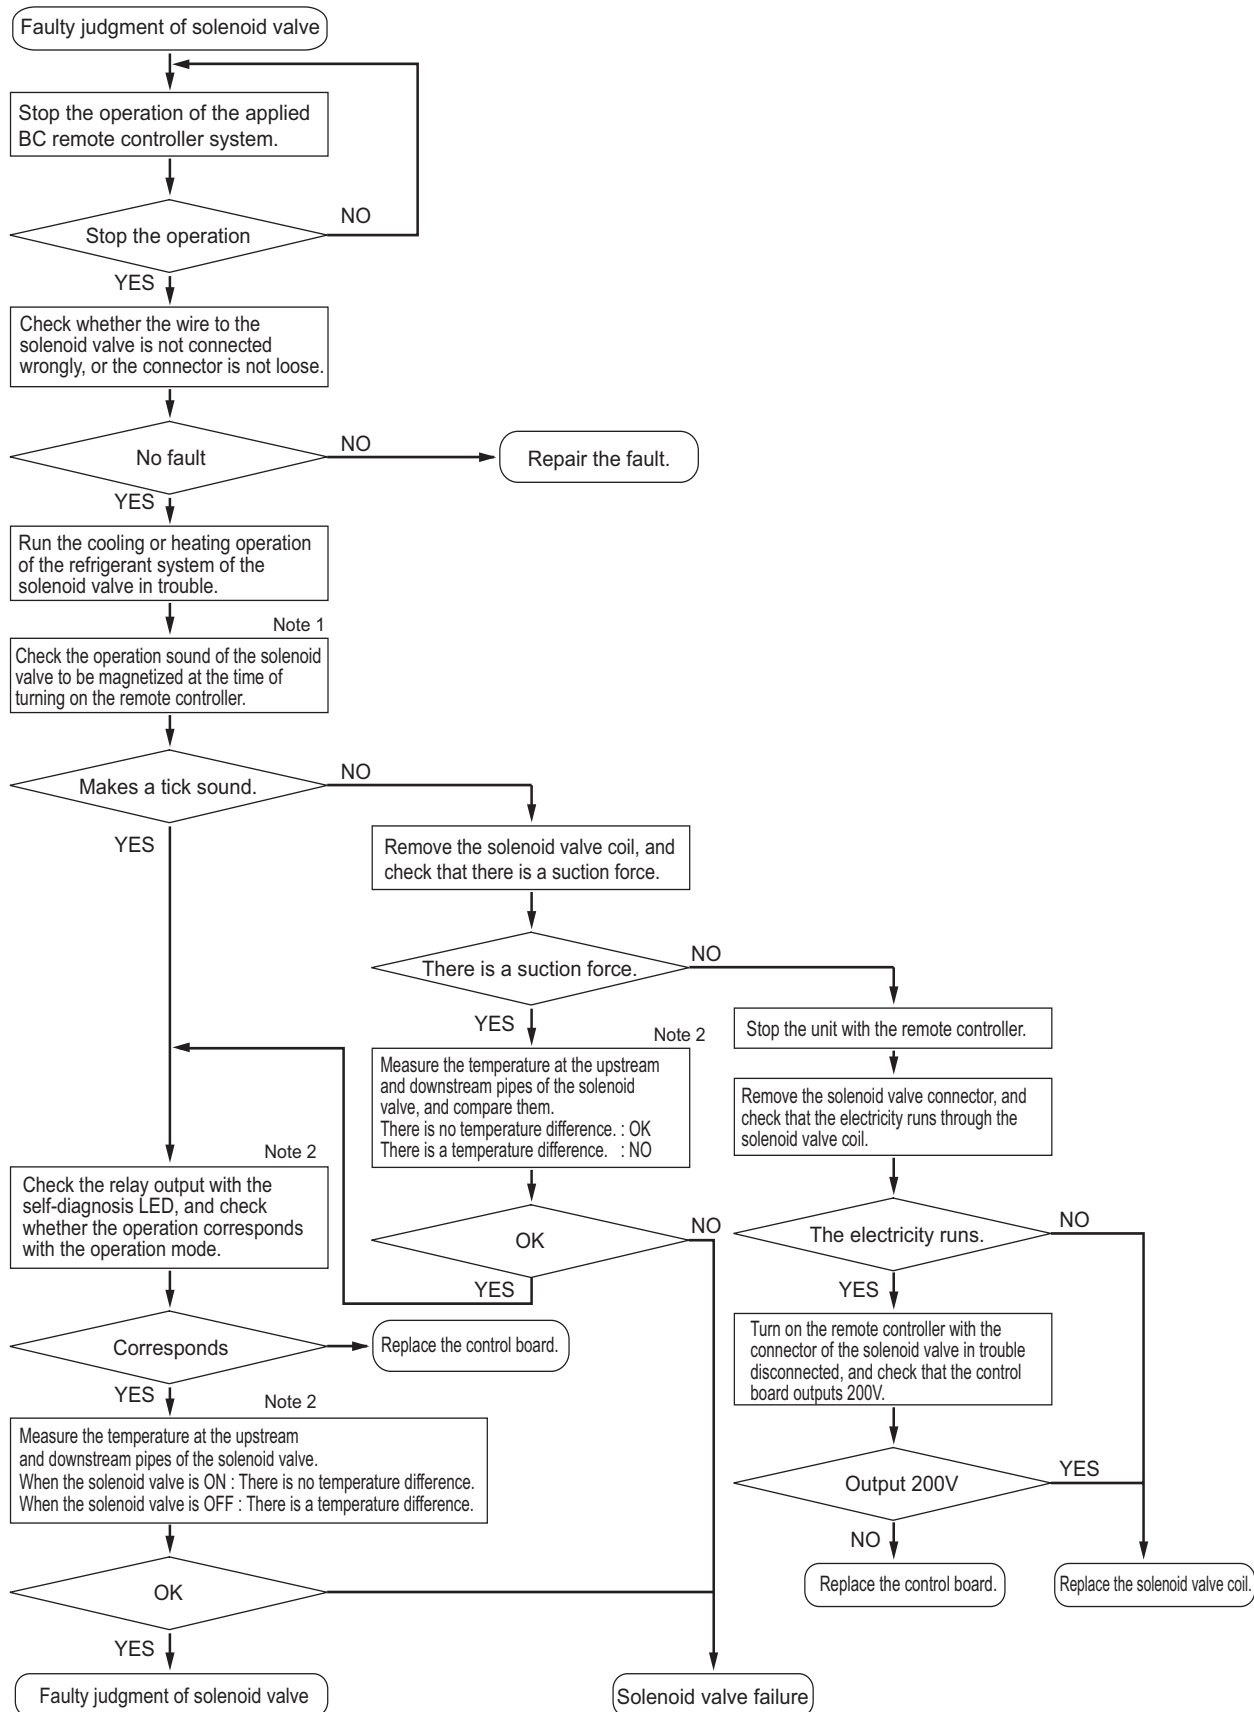 Faulty judgment of solenoid valve
Stop the operation of the applied
BC remote controller system.
Stop the operation
NO
YES
Check whether the wire to the
solenoid valve is not connected
wrongly, or the connector is not loose.
No fault
NO
Repair the fault.
YES
Run the cooling or heating operation
of the refrigerant system of the
solenoid valve in trouble.
Note 1
Check the operation sound of the solenoid
valve to be magnetized at the time of
turning on the remote controller.
Makes a tick sound.
NO
YES
Remove the solenoid valve coil, and
check that there is a suction force.
There is a suction force.
NO
YES
Note 2
Measure the temperature at the upstream
and downstream pipes of the solenoid
valve, and compare them.
There is no temperature difference. : OK
There is a temperature difference. : NO
OK
NO
YES
Stop the unit with the remote controller.
Remove the solenoid valve connector, and
check that the electricity runs through the
solenoid valve coil.
The electricity runs.
NO
YES
Turn on the remote controller with the
connector of the solenoid valve in trouble
disconnected, and check that the control
board outputs 200V.
Output 200V
YES
NO
Replace the control board.
Replace the solenoid valve coil.
Note 2
Check the relay output with the
self-diagnosis LED, and check
whether the operation corresponds
with the operation mode.
Corresponds
Replace the control board.
YES
Note 2
Measure the temperature at the upstream
and downstream pipes of the solenoid valve.
When the solenoid valve is ON : There is no temperature difference.
When the solenoid valve is OFF : There is a temperature difference.
OK
YES
Faulty judgment of solenoid valve
Solenoid valve failure